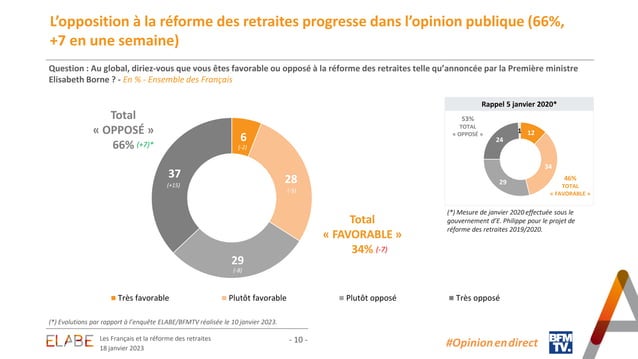 L’opposition à la réforme des retraites progresse dans l’opinion publique (66%,
+7 en une semaine)
Question : Au global, diriez-vous que vous êtes favorable ou opposé à la réforme des retraites telle qu’annoncée par la Première ministre
Elisabeth Borne ? - En % - Ensemble des Français
Total
« OPPOSÉ »
66% (+7)*
6
(-2)
28
(-5)
29
(-8)
37
(+15)
Total
« FAVORABLE »
34% (-7)
Rappel 5 janvier 2020*
53%
TOTAL
« OPPOSÉ »
1
12
34
29
24
46%
TOTAL
« FAVORABLE »
(*) Mesure de janvier 2020 effectuée sous le
gouvernement d’E. Philippe pour le projet de
réforme des retraites 2019/2020.
Très favorable
Plutôt favorable
Plutôt opposé
Très opposé
(*) Evolutions par rapport à l’enquête ELABE/BFMTV réalisée le 10 janvier 2023.
ELABE
Les Français et la réforme des retraites
18 janvier 2023
- 10 -
#Opinionendirect
BFM
TV.